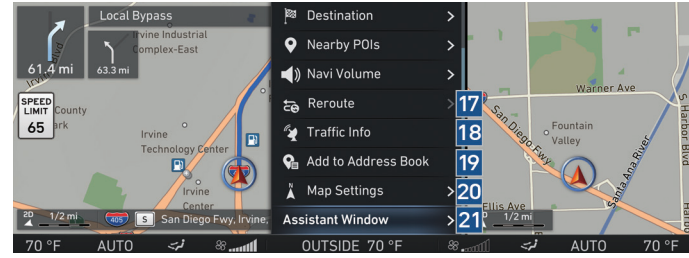 Local Bypass
61.4 mi
63.3 mi
Irvine Industrial
Complex-East
SPEED
LIMIT
65
County
Park
Irvine
Technology Center
Irvine
Center
2D
1/2 mi
405
S
San Diego Fwy, Irvine,
Destination
Nearby POIs
Navi Volume
Reroute
Traffic Info
Add to Address Book
N
Map Settings
Assistant Window
17
18
19
20
21
Warner Ave
San Diego Fwy
Fountain
Valley
S Harbor Blvd
Santa Ana River
Ellis Ave
2D
1/2 mi
70 °F
AUTO
OUTSIDE 70 °F
AUTO
70 °F